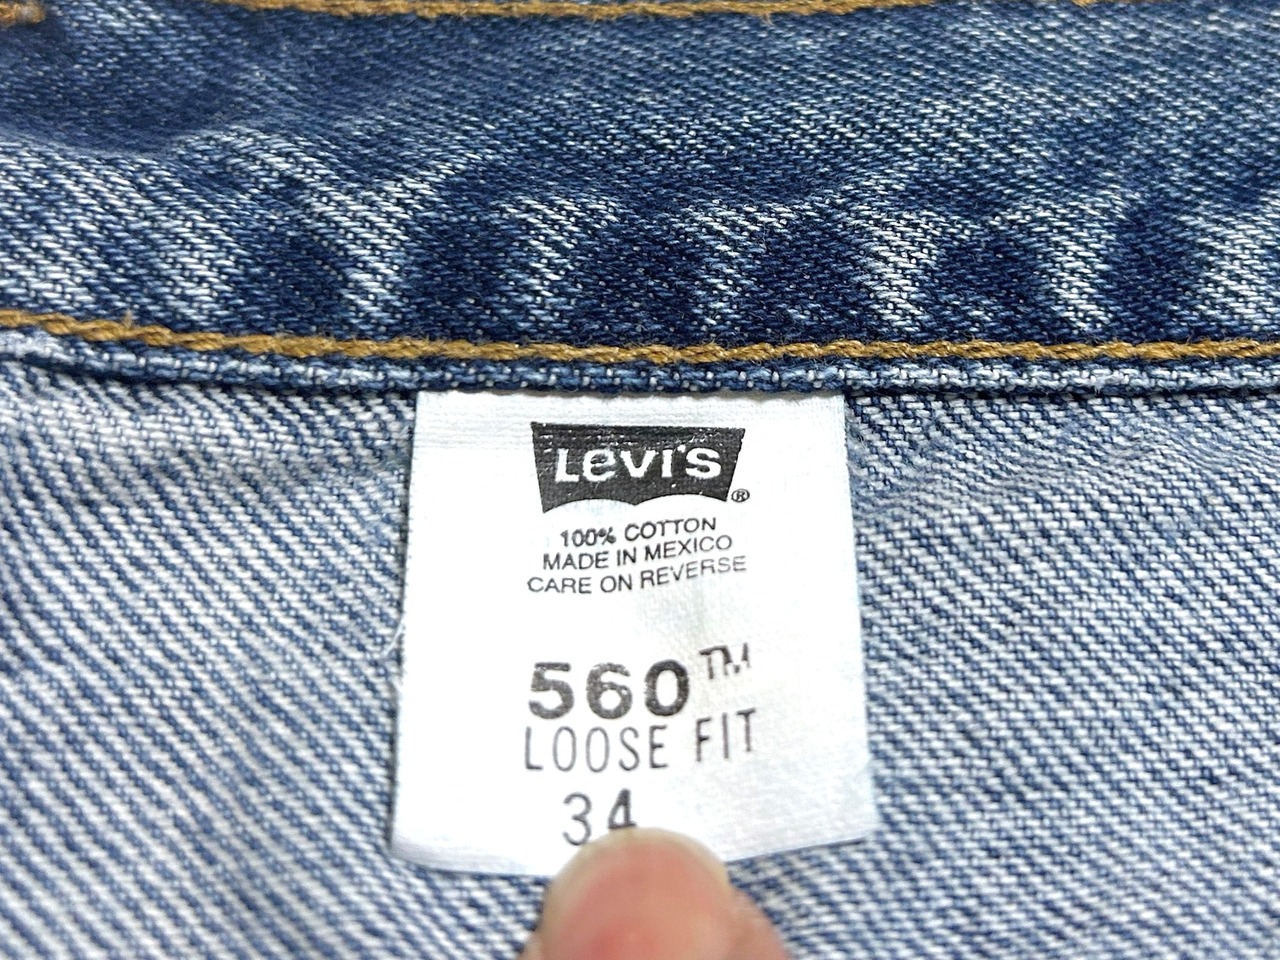 Levi's®
100% COTTON
MADE IN MEXICO
CARE ON REVERSE
560™
LOOSE FIT
34